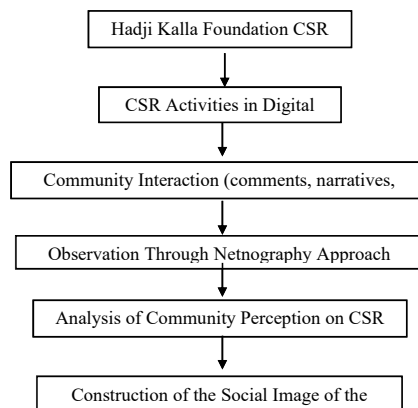 Hadji Kalla Foundation CSR
CSR Activities in Digital
Community Interaction (comments, narratives,
Observation Through Netnography Approach
Analysis of Community Perception on CSR
Construction of the Social Image of the